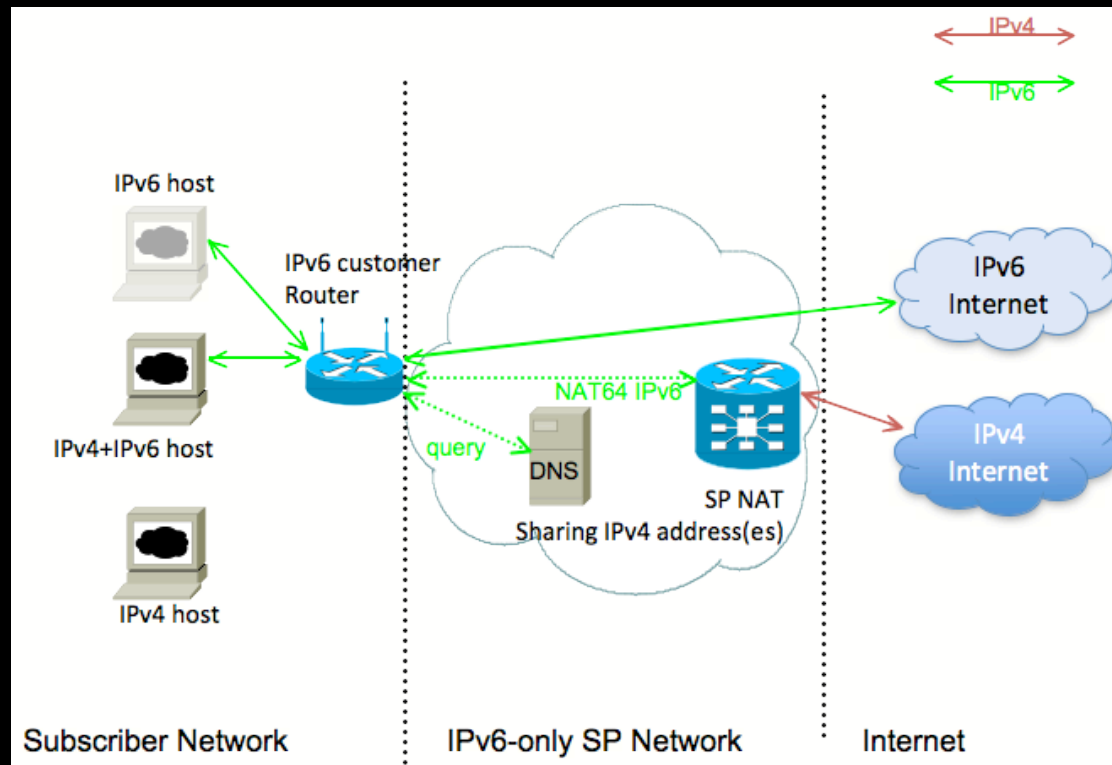 IPv4
IPv6
IPv6 host
IPv6 customer
Router
IPv6
Internet
NAT64 IPv6
IPv4+IPv6 host
query
DNS
IPv4
Internet
SP NAT
Sharing IPv4 address(es)
IPv4 host
Subscriber Network
IPv6-only SP Network
Internet